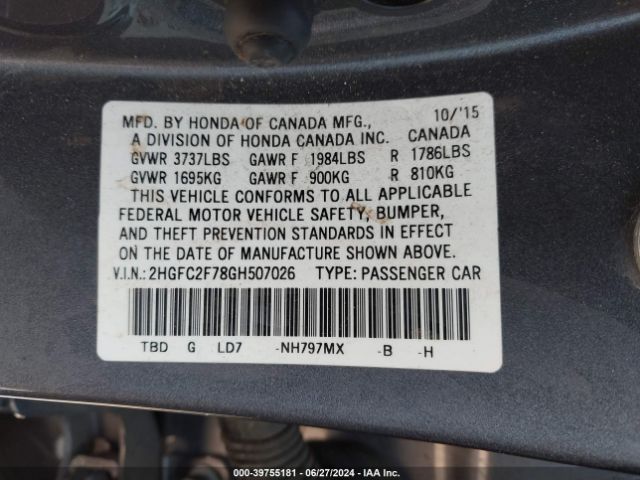 MFD. BY HONDA OF CANADA MFG., 10/'15
A DIVISION OF HONDA CANADA INC. CANADA
GVWR 3737LBS GAWR F 1984LBS R 1786LBS
GVWR 1695KG GAWR F 900KG R 810KG
THIS VEHICLE CONFORMS TO ALL APPLICABLE
FEDERAL MOTOR VEHICLE SAFETY, BUMPER,
AND THEFT PREVENTION STANDARDS IN EFFECT
ON THE DATE OF MANUFACTURE SHOWN ABOVE.
V.I.N.: 2HGFC2F78GH507026 TYPE: PASSENGER CAR
TBD G LD7 -NH797MX -B -H
000-39755181 - 06/27/2024 - IAA Inc.